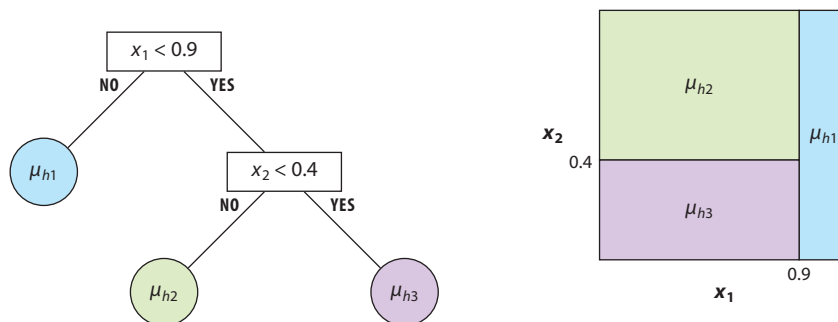 x₁ < 0.9
NO YES
μₕ₁
x₂ < 0.4
NO YES
μₕ₂ μₕ₃
μₕ₂
x₂
μₕ₁
0.4
μₕ₃
0.9
x₁